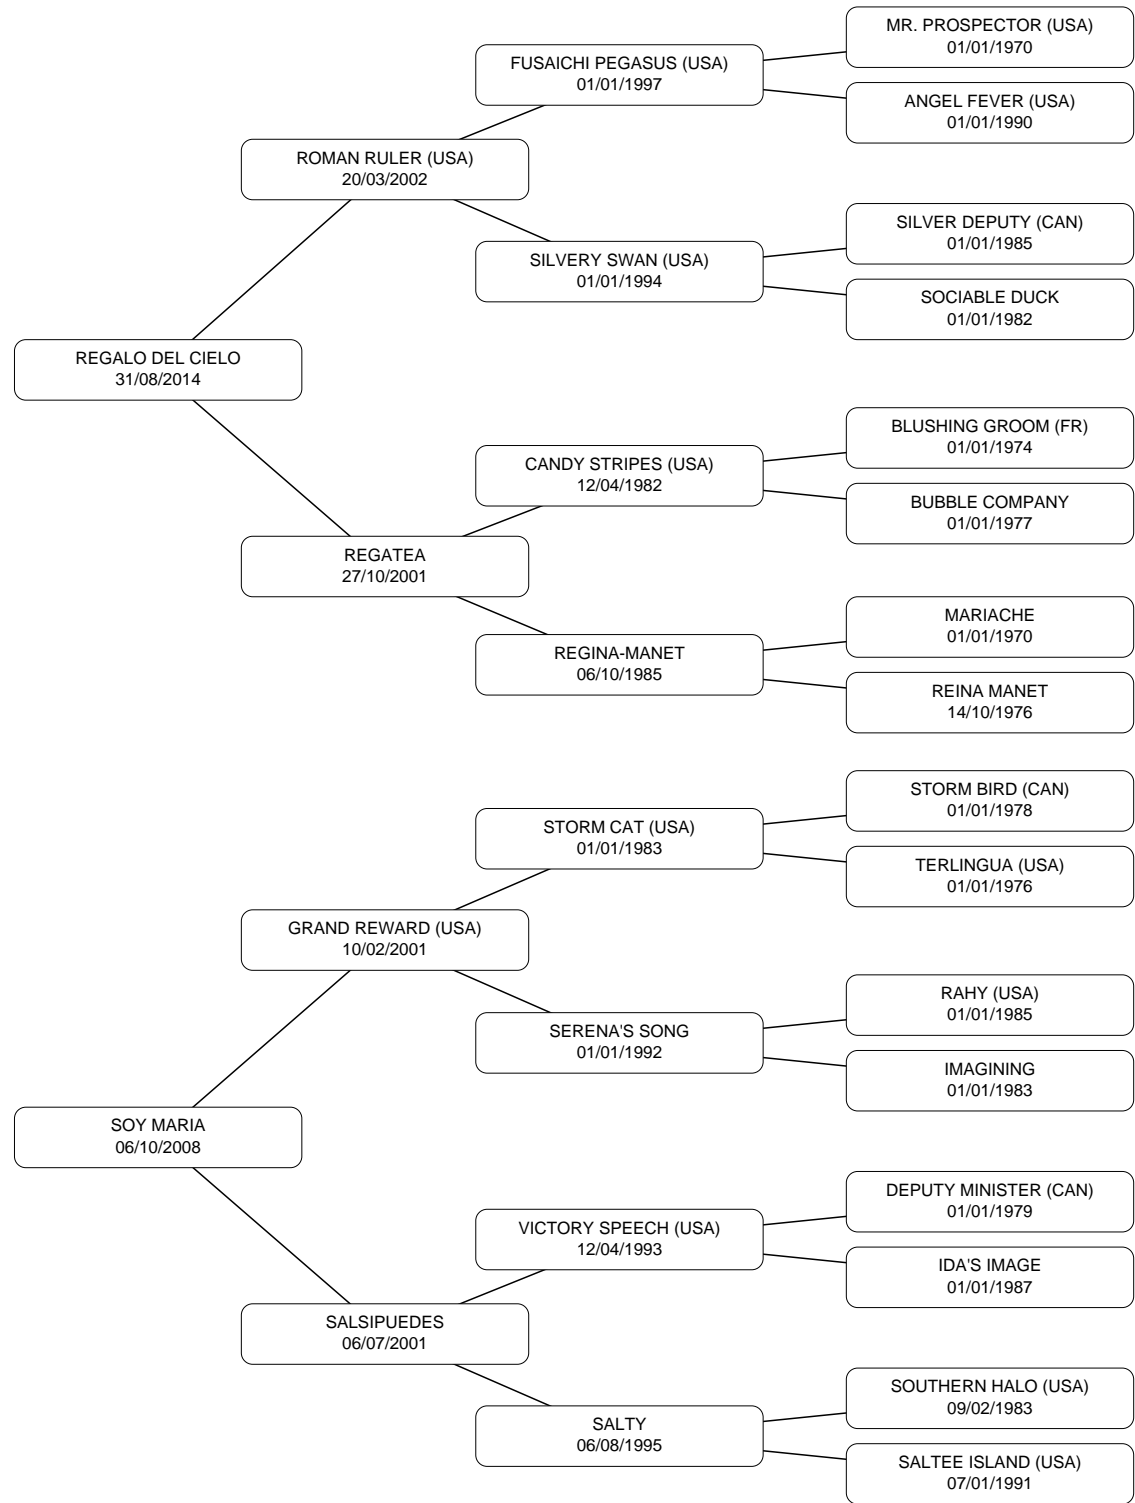 MR. PROSPECTOR (USA)
01/01/1970
FUSAICHI PEGASUS (USA)
01/01/1997
ANGEL FEVER (USA)
01/01/1990
ROMAN RULER (USA)
20/03/2002
SILVER DEPUTY (CAN)
01/01/1985
SILVERY SWAN (USA)
01/01/1994
SOCIABLE DUCK
01/01/1982
REGALO DEL CIELO
31/08/2014
BLUSHING GROOM (FR)
01/01/1974
CANDY STRIPES (USA)
12/04/1982
BUBBLE COMPANY
01/01/1977
REGATEA
27/10/2001
MARIACHE
01/01/1970
REGINA-MANET
06/10/1985
REINA MANET
14/10/1976
STORM BIRD (CAN)
01/01/1978
STORM CAT (USA)
01/01/1983
TERLINGUA (USA)
01/01/1976
GRAND REWARD (USA)
10/02/2001
RAHY (USA)
01/01/1985
SERENA'S SONG
01/01/1992
IMAGINING
01/01/1983
SOY MARIA
06/10/2008
DEPUTY MINISTER (CAN)
01/01/1979
VICTORY SPEECH (USA)
12/04/1993
IDA'S IMAGE
01/01/1987
SALSIPUEDES
06/07/2001
SOUTHERN HALO (USA)
09/02/1983
SALTY
06/08/1995
SALTEE ISLAND (USA)
07/01/1991